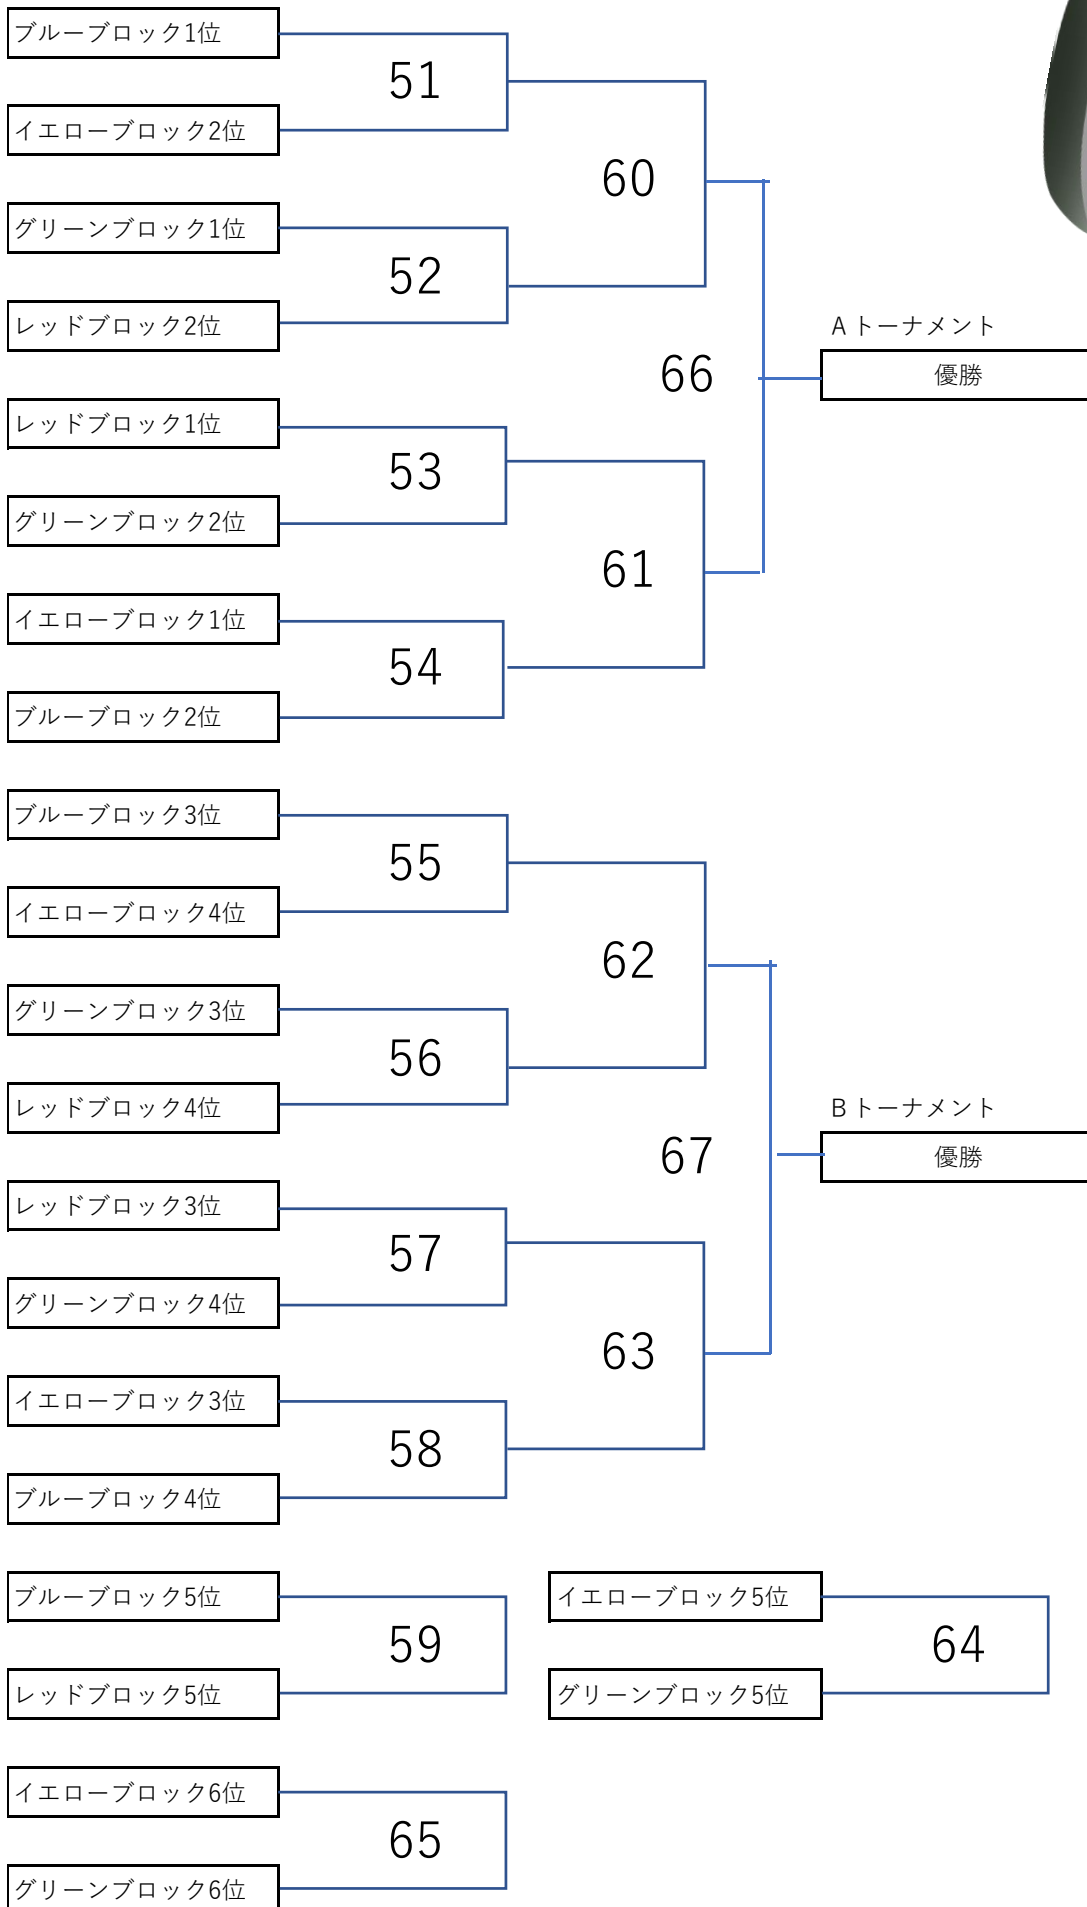 ブルーブロック1位
51
イエローブロック2位
60
グリーンブロック1位
52
レッドブロック2位
Aトーナメント
66
優勝
レッドブロック1位
53
グリーンブロック2位
61
イエローブロック1位
54
ブルーブロック2位
ブルーブロック3位
55
イエローブロック4位
62
グリーンブロック3位
56
レッドブロック4位
Bトーナメント
67
優勝
レッドブロック3位
57
グリーンブロック4位
63
イエローブロック3位
58
ブルーブロック4位
ブルーブロック5位
イエローブロック5位
59
64
レッドブロック5位
グリーンブロック5位
イエローブロック6位
65
グリーンブロック6位